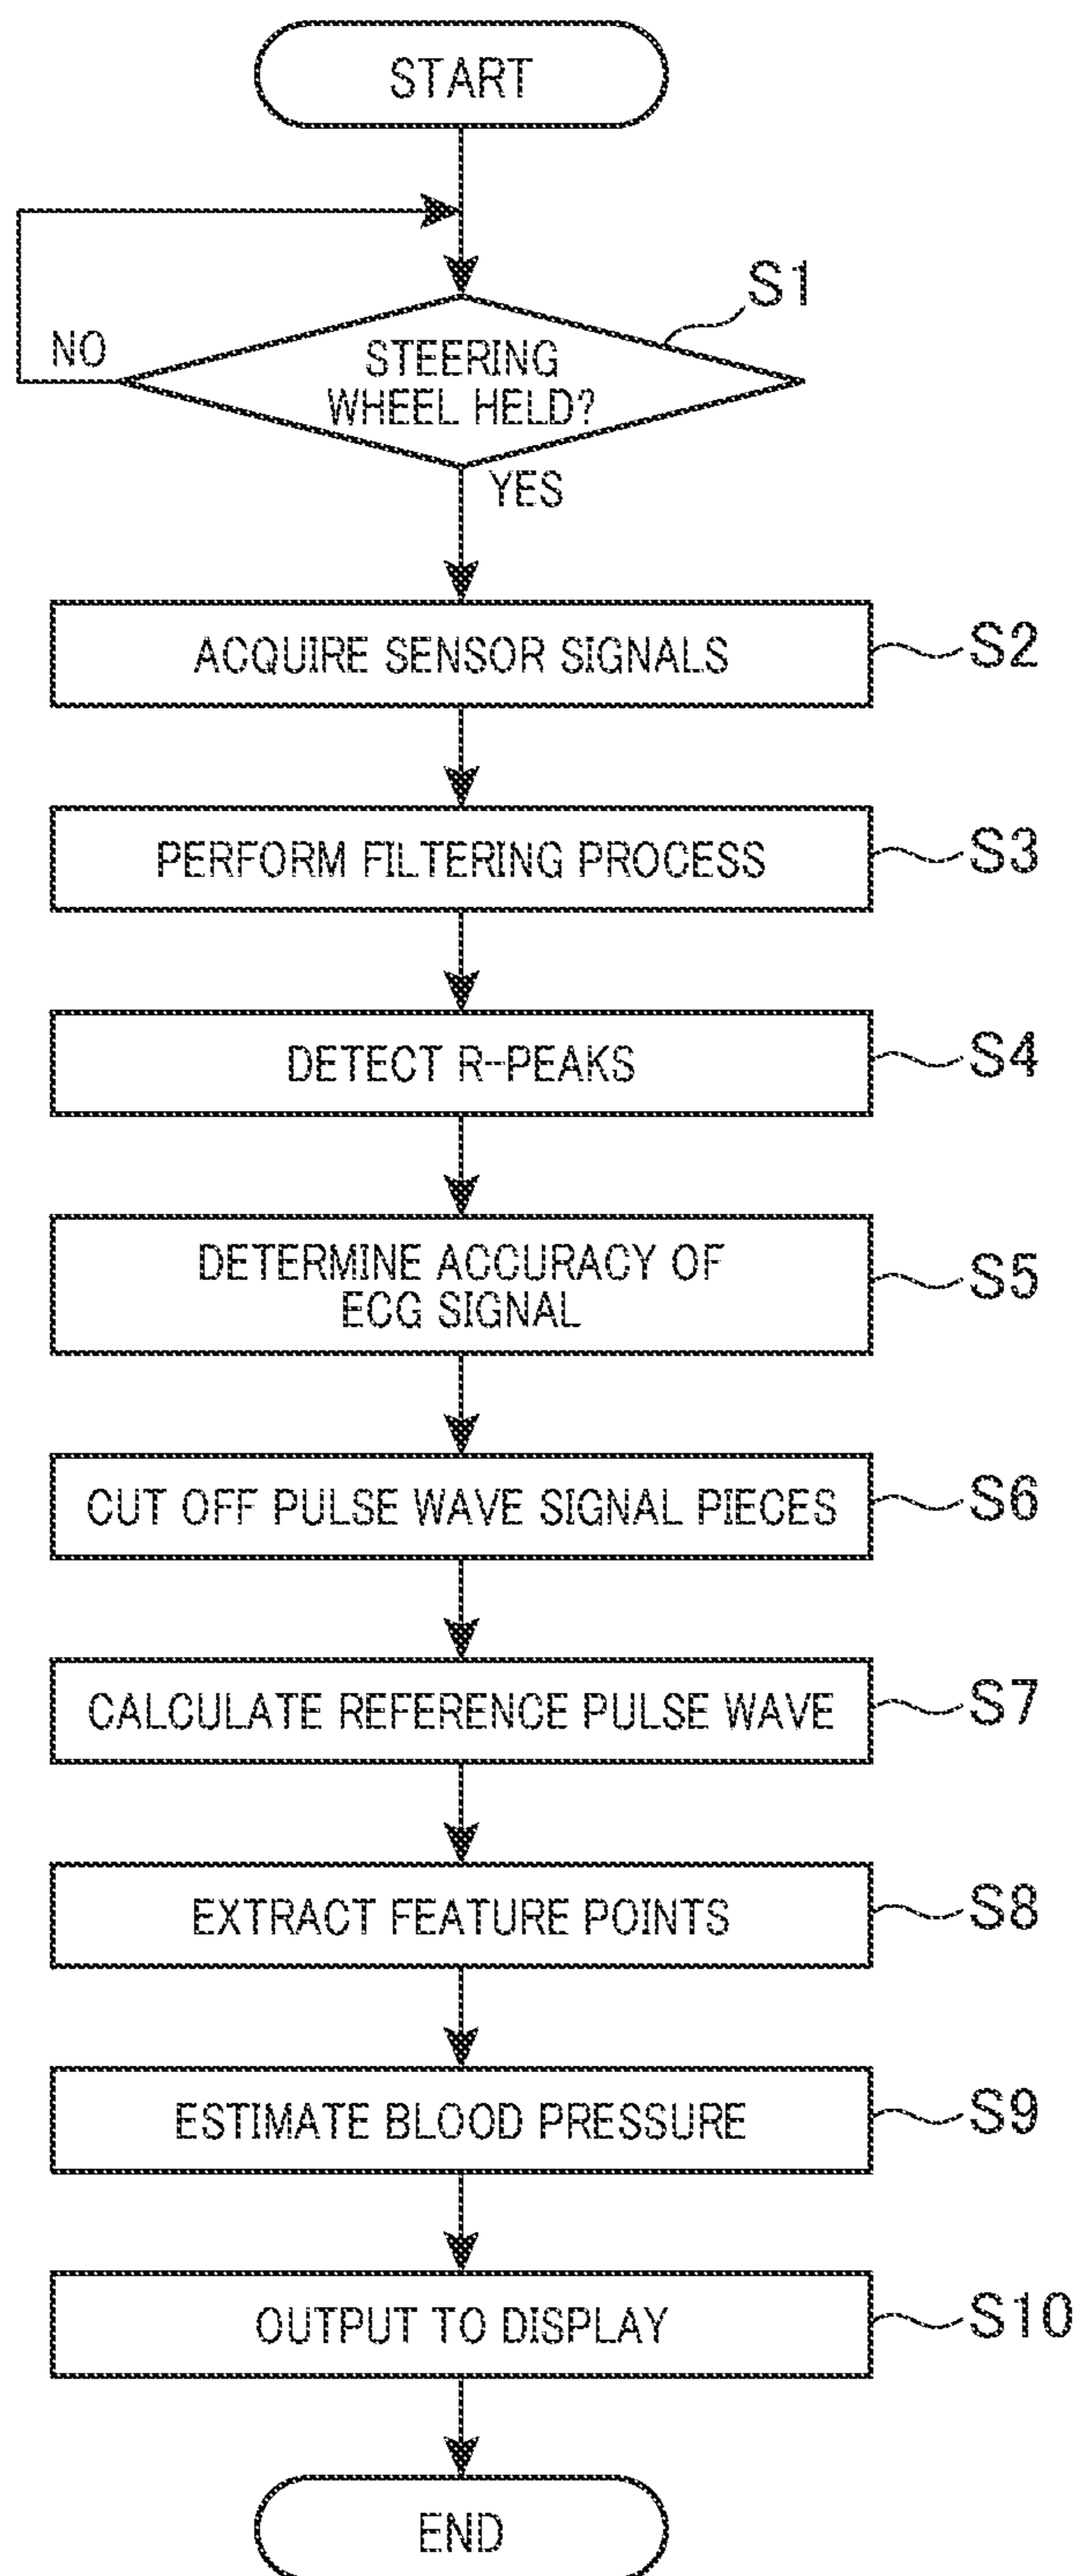 START
S1
NO
STEERING
WHEEL HELD?
YES
ACQUIRE SENSOR SIGNALS
S2
PERFORM FILTERING PROCESS
S3
DETECT R-PEAKS
S4
DETERMINE ACCURACY OF
ECG SIGNAL
S5
CUT OFF PULSE WAVE SIGNAL PIECES
S6
CALCULATE REFERENCE PULSE WAVE
S7
EXTRACT FEATURE POINTS
S8
ESTIMATE BLOOD PRESSURE
S9
OUTPUT TO DISPLAY
S10
END